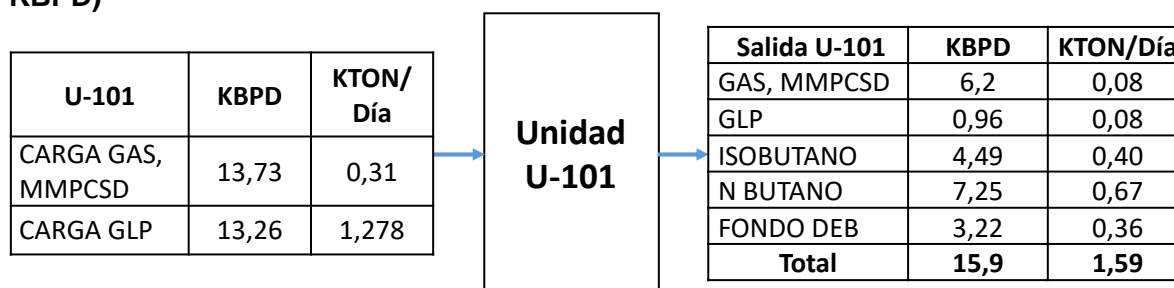 KBPD)
U-101 KBPD KTON/
Día
CARGA GAS,
MMPCSD 13,73 0,31
CARGA GLP 13,26 1,278
Unidad
U-101
Salida U-101 KBPD KTON/Día
GAS, MMPCSD 6,2 0,08
GLP 0,96 0,08
ISOBUTANO 4,49 0,40
N BUTANO 7,25 0,67
FONDO DEB 3,22 0,36
Total 15,9 1,59